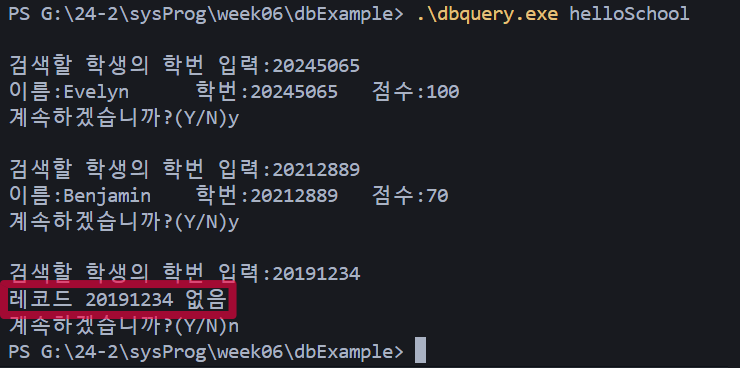 PS G:\24-2\sysProg\week06\dbExample> .\dbquery.exe helloSchool
검색할 학생의 학번 입력:20245065
이름:Evelyn 학번:20245065 점수:100
계속하겠습니까?(Y/N)y
검색할 학생의 학번 입력:20212889
이름:Benjamin 학번:20212889 점수:70
계속하겠습니까?(Y/N)y
검색할 학생의 학번 입력:20191234
레코드 20191234 없음
계속하겠습니까?(Y/N)n
PS G:\24-2\sysProg\week06\dbExample>